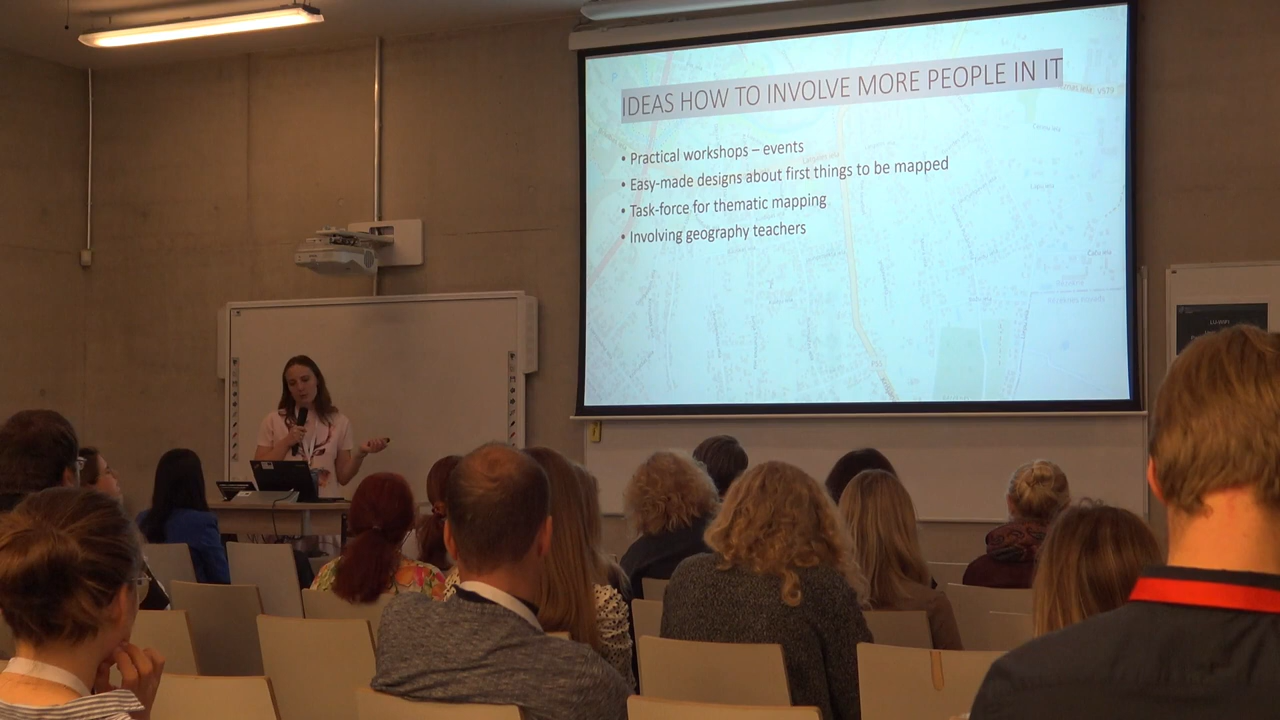 IDEAS HOW TO INVOLVE MORE PEOPLE IN IT
• Practical workshops – events
• Easy-made designs about first things to be mapped
• Task-force for thematic mapping
• Involving geography teachers